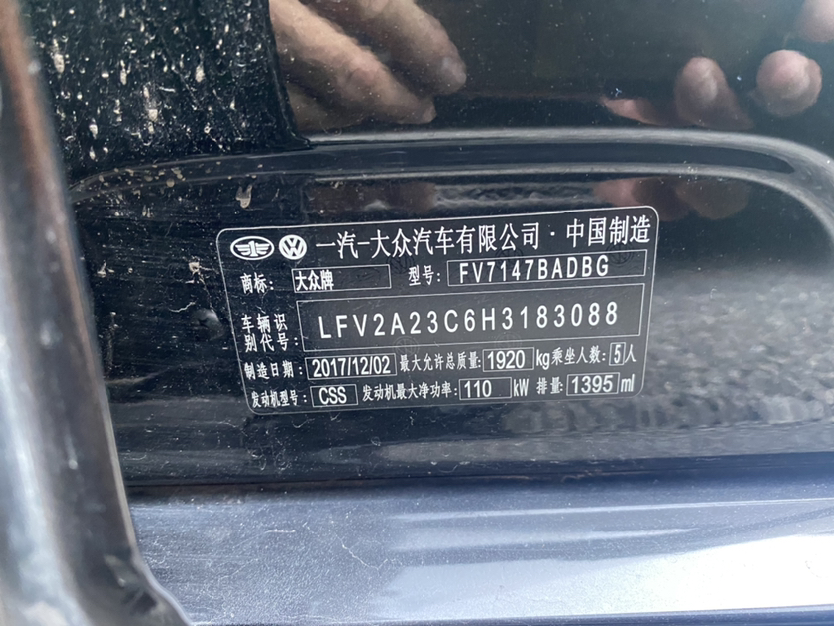 一汽-大众汽车有限公司·中国制造
商标: 大众牌 型号: FV7147BADBG
车辆识别代号: LFV2A23C6H3183088
制造日期: 2017/12/02 最大允许总质量: 1920 kg 乘坐人数: 5 人
发动机型号: CSS 发动机最大净功率: 110 kW 排量: 1395 ml